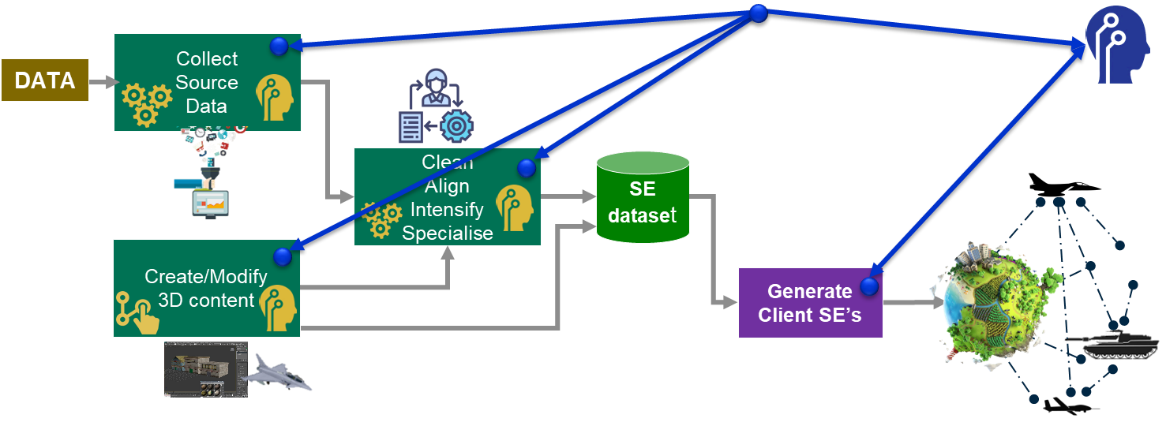 DATA
Collect
Source
Data
Clean
Align
Intensify
Specialise
SE
dataset
Create/Modify
3D content
Generate
Client SE's